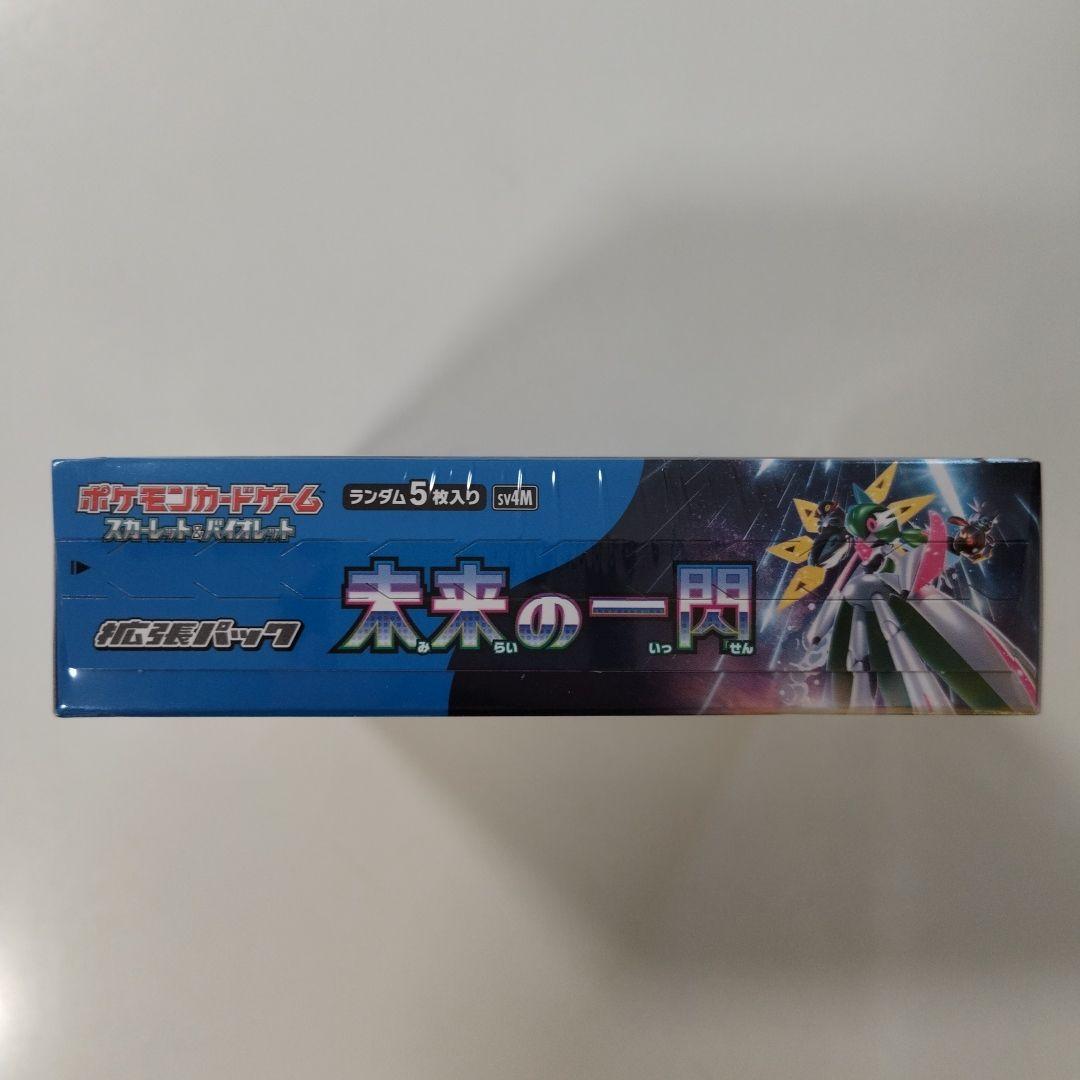 ポケモンカードゲーム
スカーレット&バイオレット
ランダム5枚入り sv4M
拡張パック
未来の一閃
み らい いっ せん